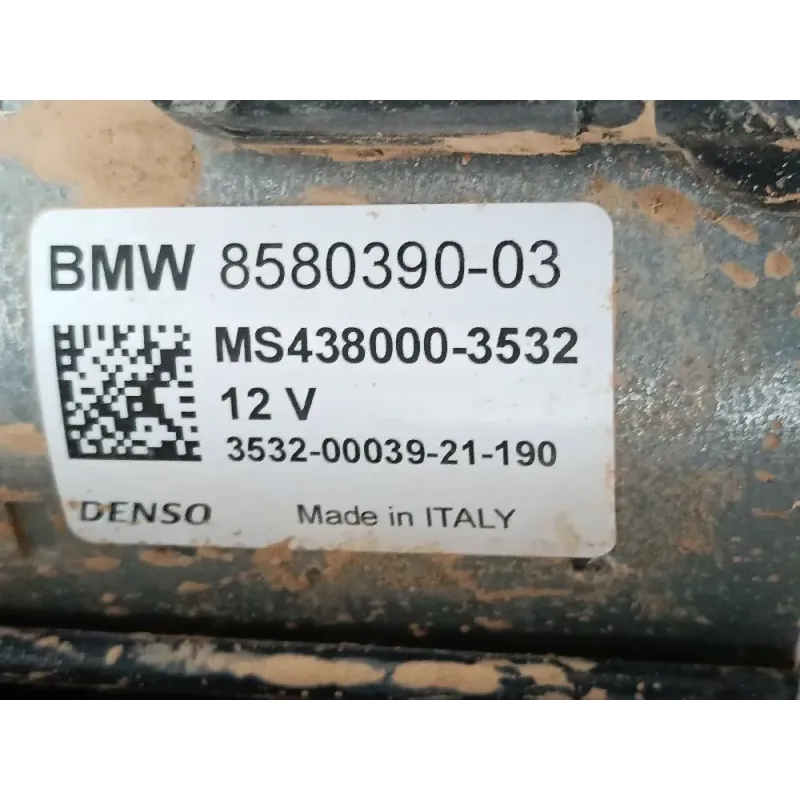 BMW 8580390-03
MS438000-3532
12 V
3532-00039-21-190
DENSO Made in ITALY